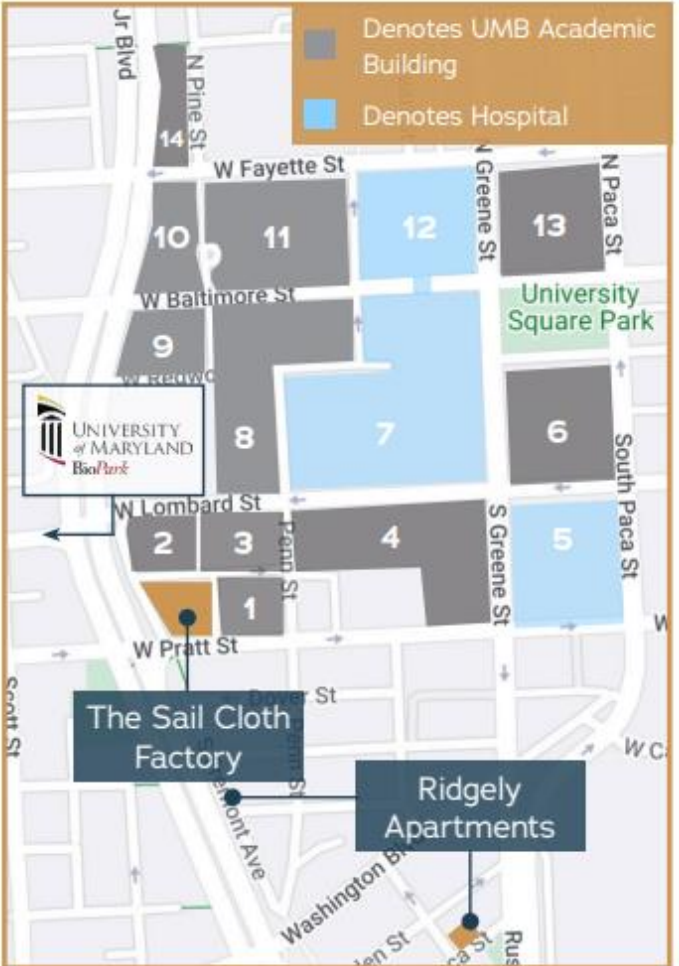 Denotes UMB Academic
Building
Denotes Hospital
Jr Blvd
N Pine St
14
W Fayette St
N Greene St
N Paca St
10
11
12
13
W Baltimore St
University
Square Park
9
UNIVERSITY
of MARYLAND
BioPark
8
7
6
South Paca St
W Lombard St
2
3
Penn St
4
S Greene St
5
1
W Pratt St
Scott St
The Sail Cloth
Factory
W
Ridgely
Apartments
Washington